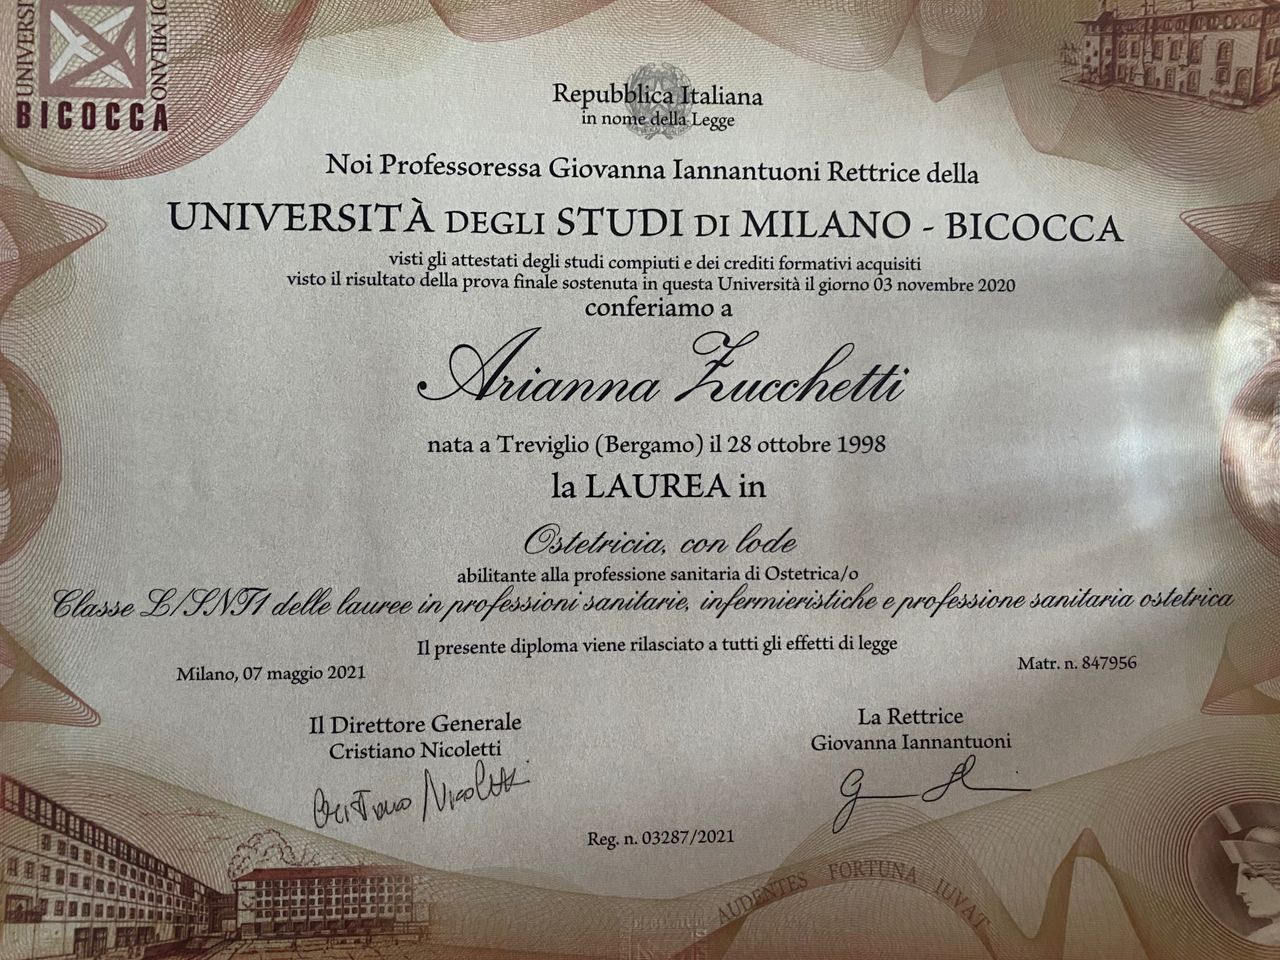 UNIVERSI
DI MILANO
BICOCCA
Repubblica Italiana
in nome della Legge
Noi Professoressa Giovanna Iannantuoni Rettrice della
UNIVERSITÀ DEGLI STUDI DI MILANO - BICOCCA
visti gli attestati degli studi compiuti e dei crediti formativi acquisiti
visto il risultato della prova finale sostenuta in questa Università il giorno 03 novembre 2020
conferiamo a
Arianna Zucchetti
nata a Treviglio (Bergamo) il 28 ottobre 1998
la LAUREA in
Ostetricia, con lode
abilitante alla professione sanitaria di Ostetrica/o
Classe L/SNT1 delle lauree in professioni sanitarie, infermieristiche e professione sanitaria ostetrica
Il presente diploma viene rilasciato a tutti gli effetti di legge
Milano, 07 maggio 2021
Matr. n. 847956
Il Direttore Generale
Cristiano Nicoletti
La Rettrice
Giovanna Iannantuoni
Cristiano Nicoletti
Reg. n. 03287/2021
AUDENTES FORTUNA IUVAT